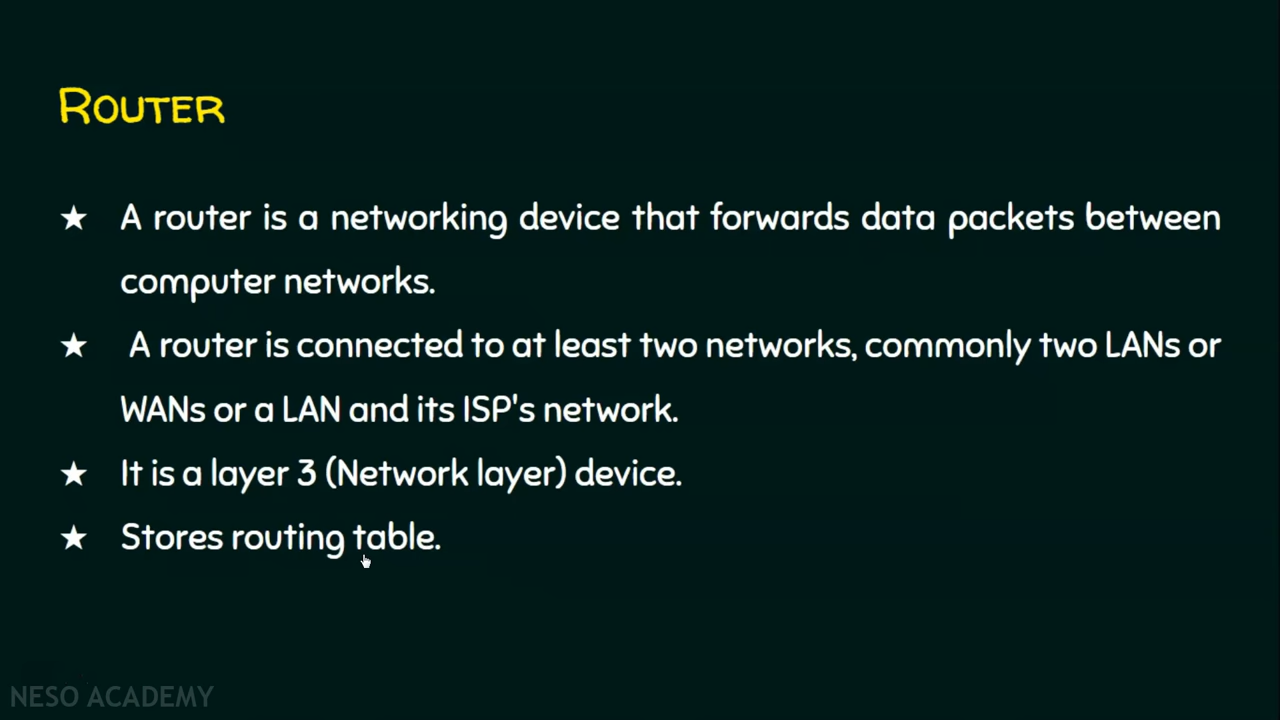 ROUTER
★ A router is a networking device that forwards data packets between
computer networks.
★ A router is connected to at least two networks, commonly two LANs or
WANs or a LAN and its ISP's network.
★ It is a layer 3 (Network layer) device.
★ Stores routing table.
NESO ACADEMY